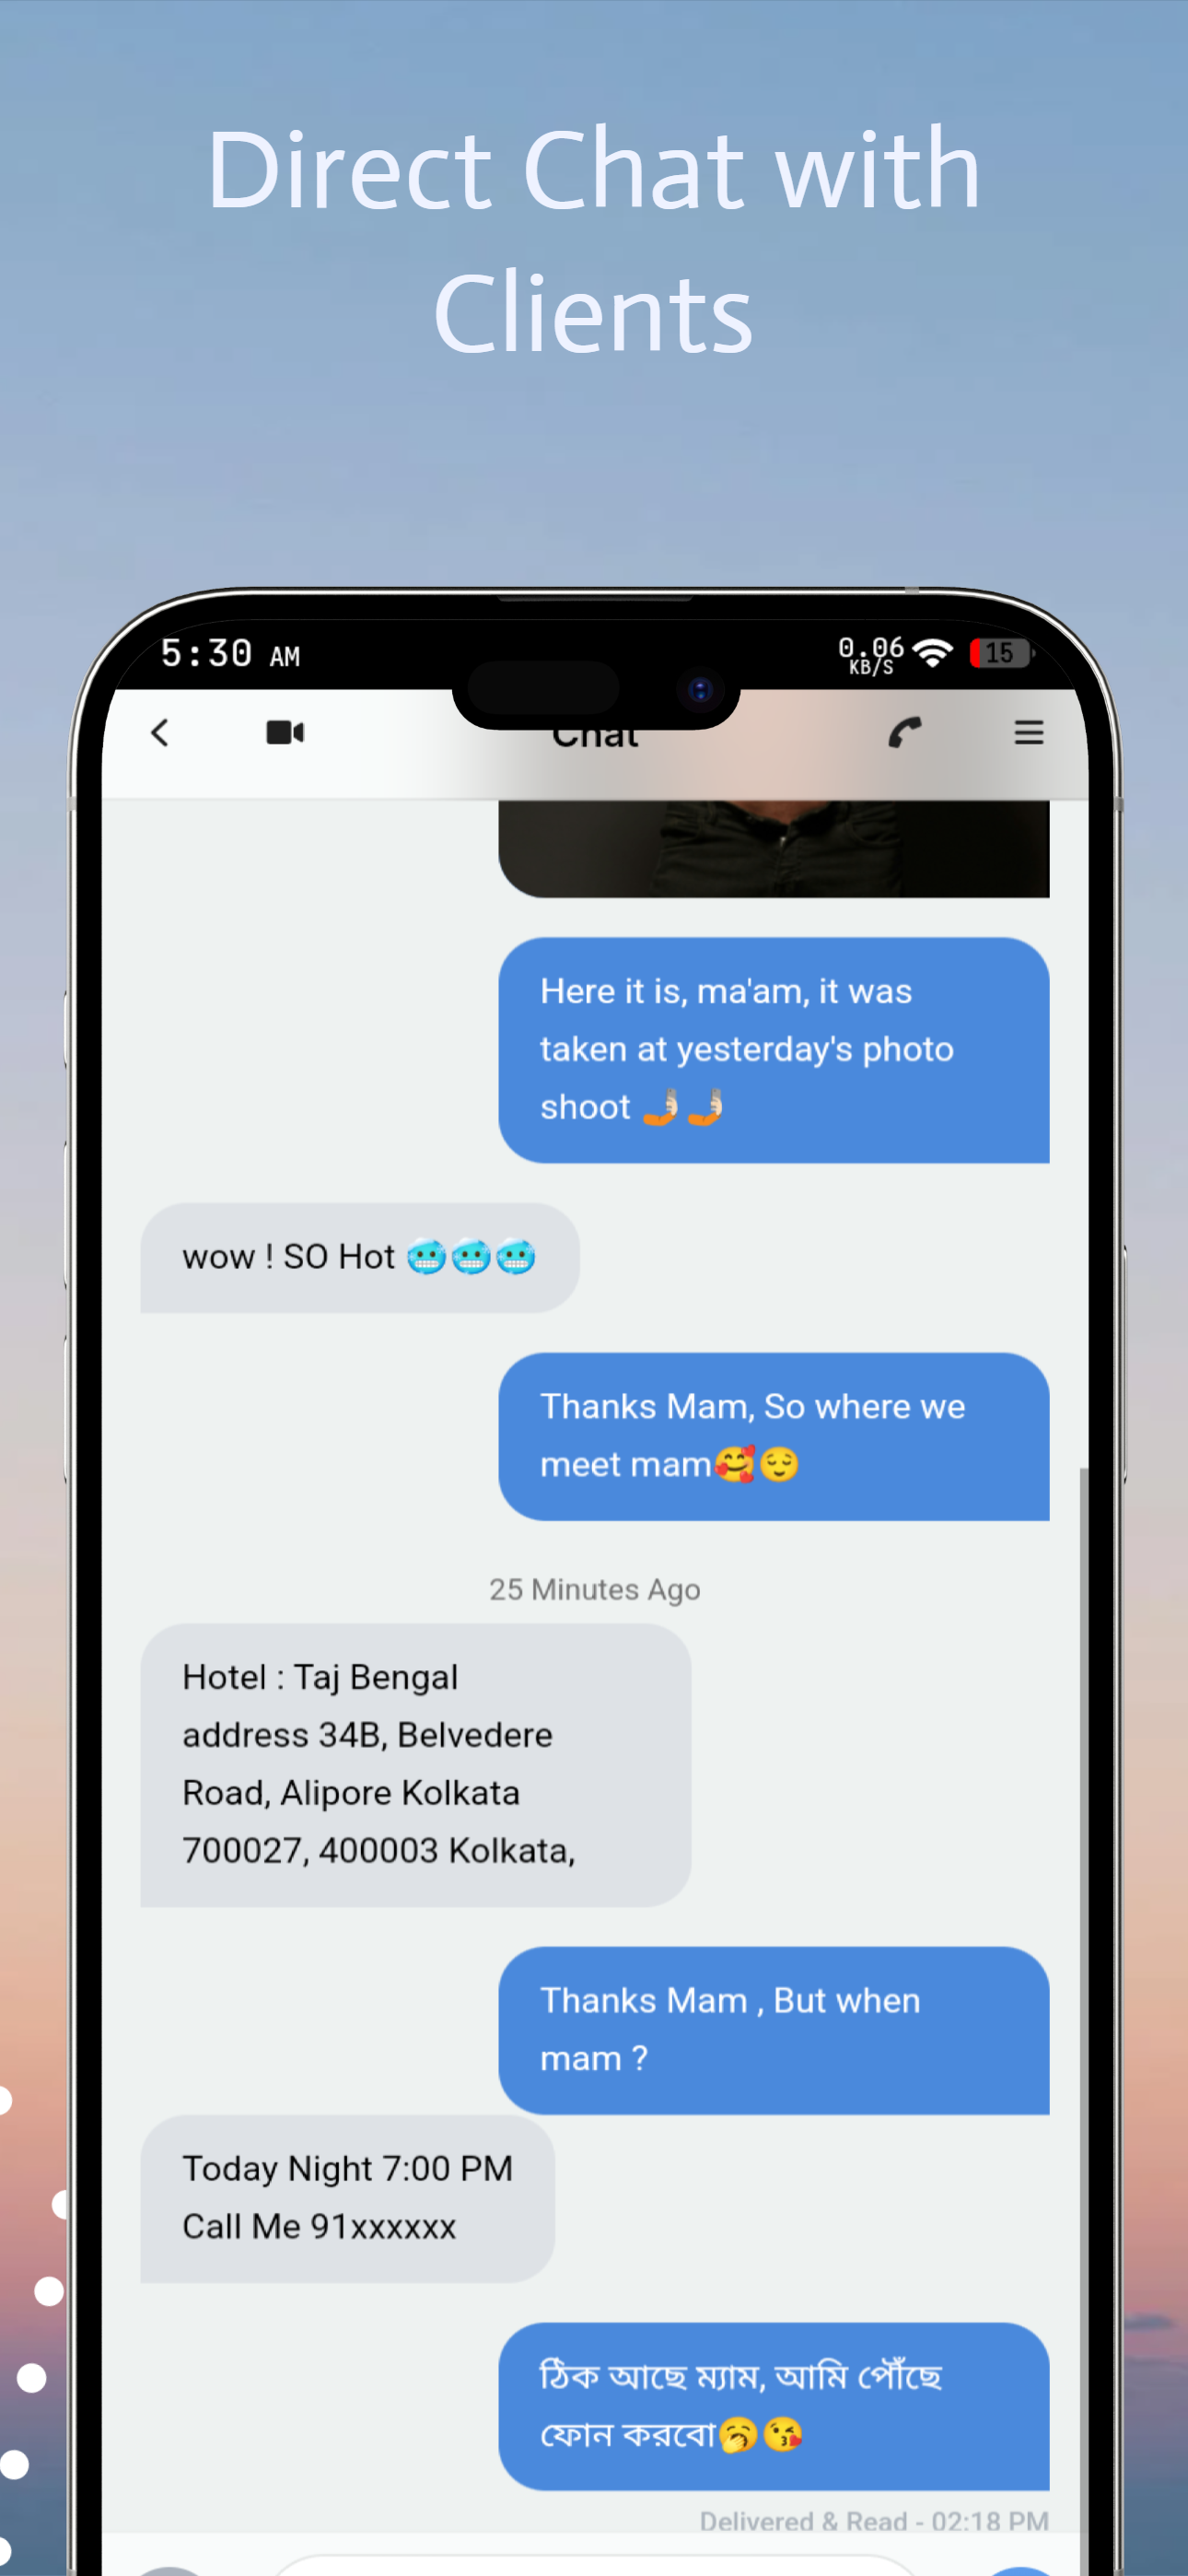 Direct Chat with
Clients
5:30 AM
0.06
KB/S
15
Chat
Here it is, ma'am, it was
taken at yesterday's photo
shoot 🤳🤳
wow ! SO Hot 🥶🥶🥶
Thanks Mam, So where we
meet mam🥰😌
25 Minutes Ago
Hotel : Taj Bengal
address 34B, Belvedere
Road, Alipore Kolkata
700027, 400003 Kolkata,
Thanks Mam , But when
mam ?
Today Night 7:00 PM
Call Me 91xxxxxx
ঠিক আছে ম্যাম, আমি পৌঁছে
ফোন করবো🥱😘
Delivered & Read - 02:18 PM